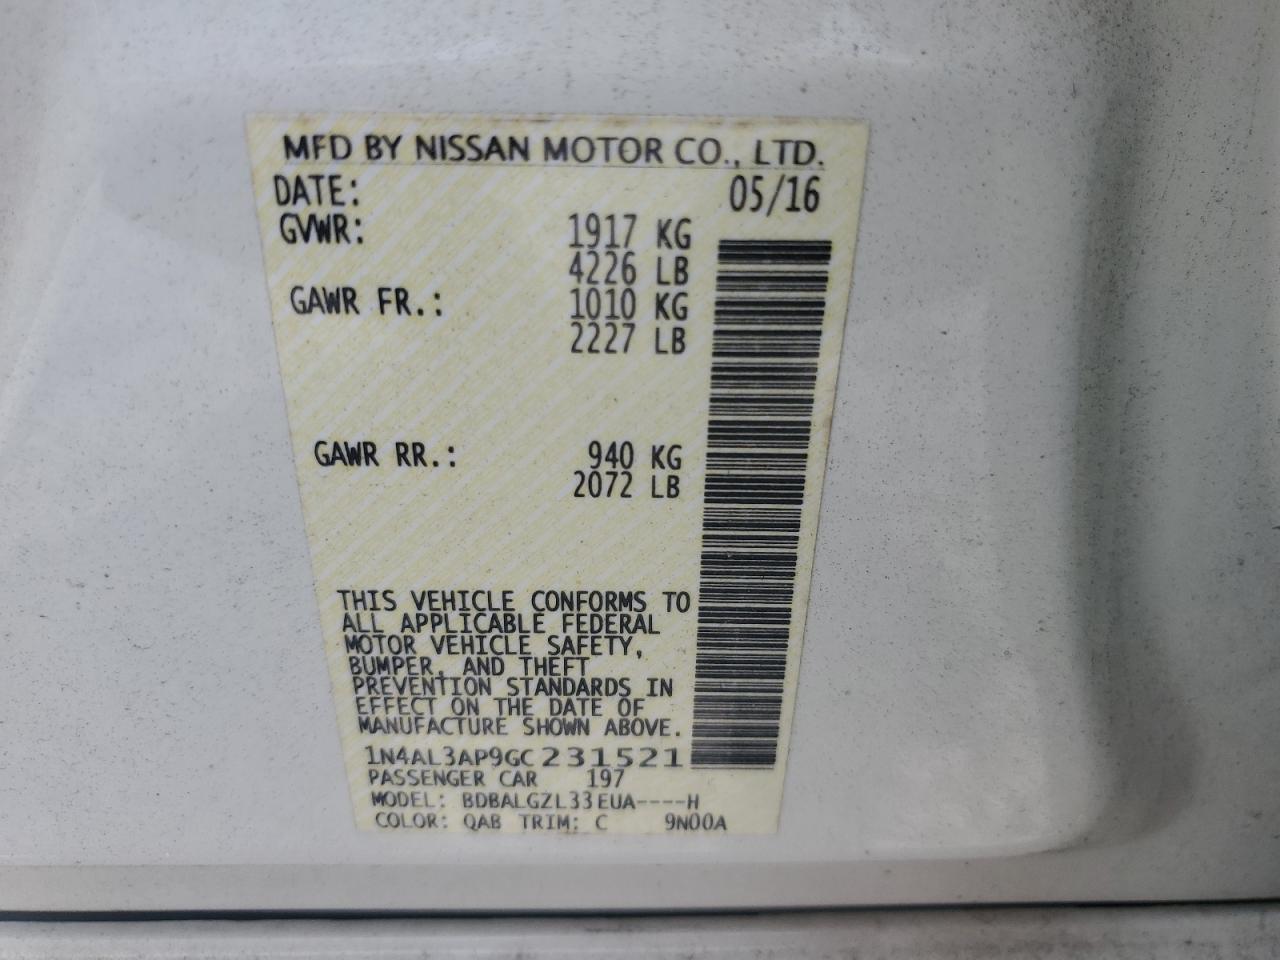 MFD BY NISSAN MOTOR CO., LTD.
DATE: 05/16
GVWR: 1917 KG
4226 LB
GAWR FR.: 1010 KG
2227 LB
GAWR RR.: 940 KG
2072 LB
THIS VEHICLE CONFORMS TO
ALL APPLICABLE FEDERAL
MOTOR VEHICLE SAFETY,
BUMPER, AND THEFT
PREVENTION STANDARDS IN
EFFECT ON THE DATE OF
MANUFACTURE SHOWN ABOVE.
1N4AL3AP9GC231521
PASSENGER CAR 197
MODEL: BDBALGZL33EUA----H
COLOR: QAB TRIM: C 9N00A